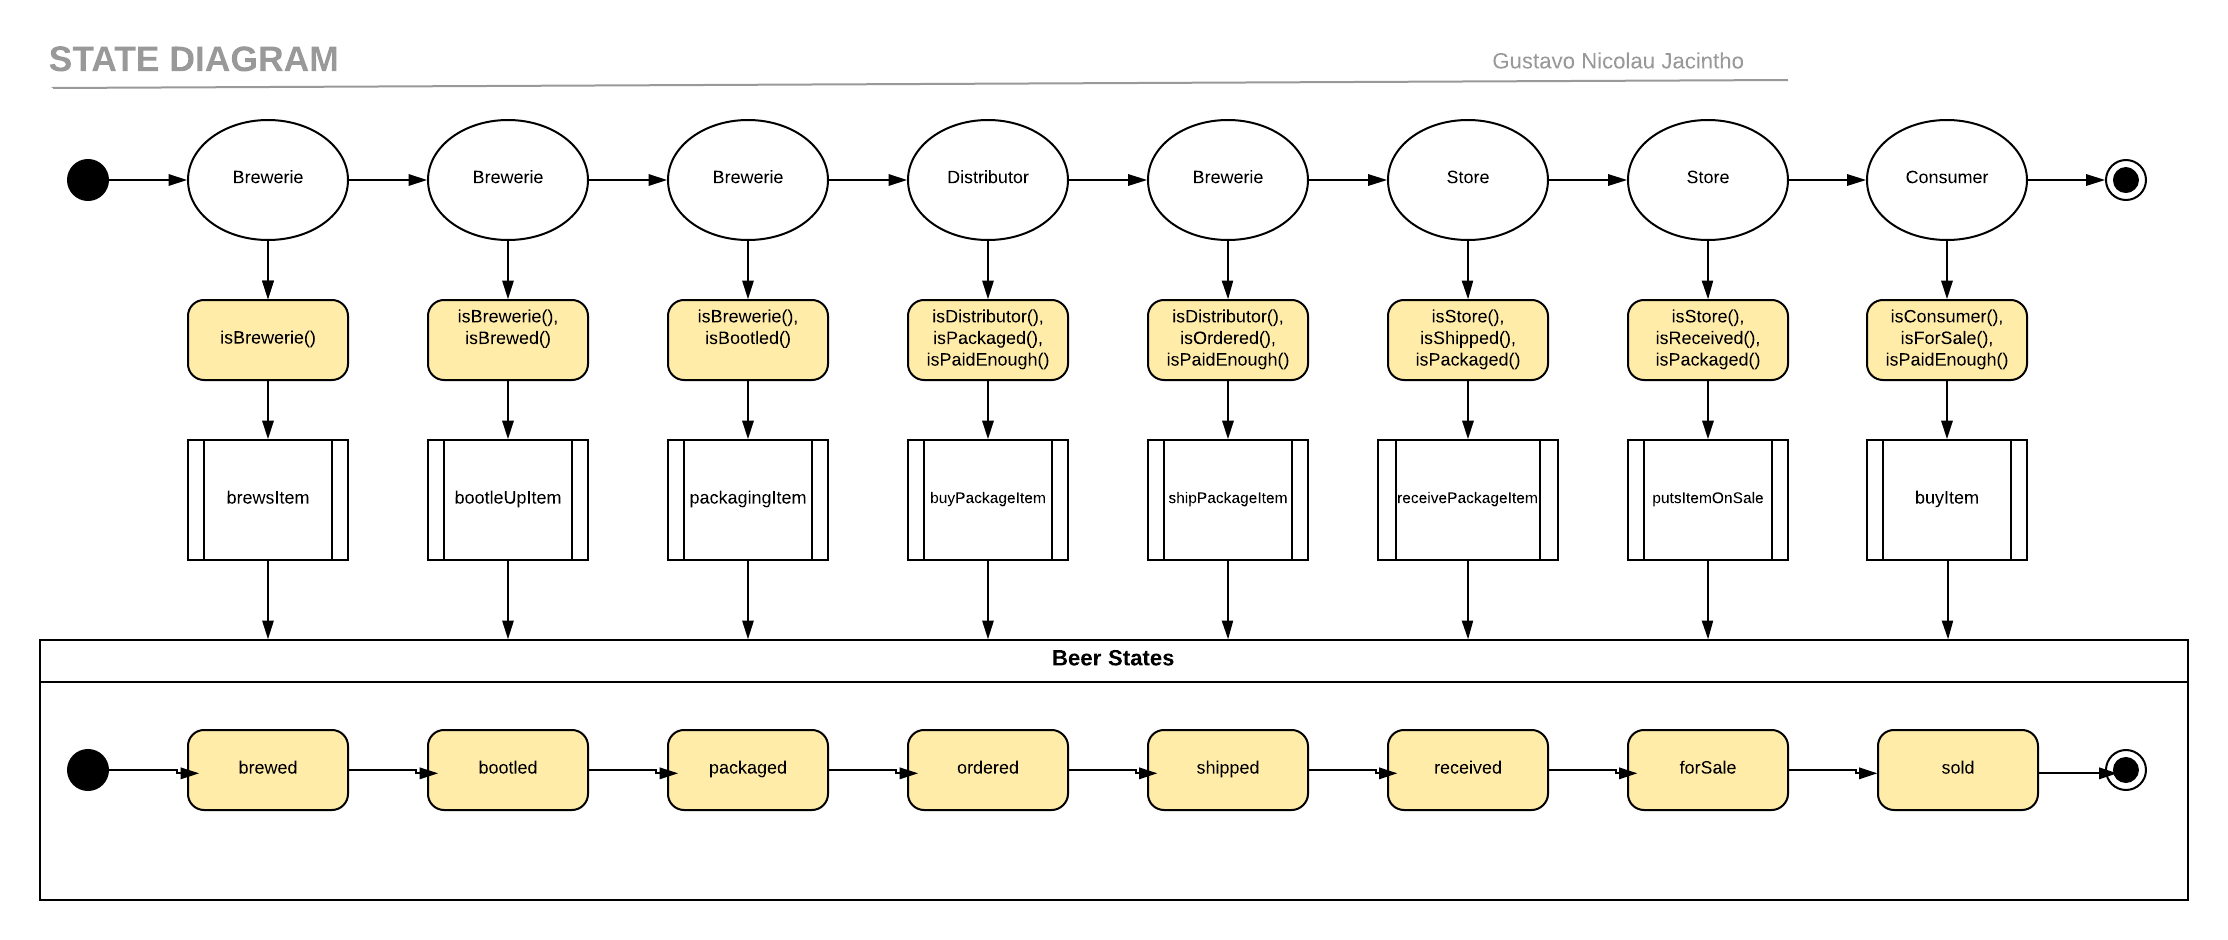 STATE DIAGRAM
Gustavo Nicolau Jacintho
Brewerie
Brewerie
Brewerie
Distributor
Brewerie
Store
Store
Consumer
isBrewerie()
isBrewerie(),
isBrewed()
isBrewerie(),
isBootled()
isDistributor(),
isPackaged(),
isPaidEnough()
isDistributor(),
isOrdered(),
isPaidEnough()
isStore(),
isShipped(),
isPackaged()
isStore(),
isReceived(),
isPackaged()
isConsumer(),
isForSale(),
isPaidEnough()
brewsItem
bootleUpItem
packagingItem
buyPackageItem
shipPackageItem
receivePackageItem
putsItemOnSale
buyItem
Beer States
brewed
bootled
packaged
ordered
shipped
received
forSale
sold